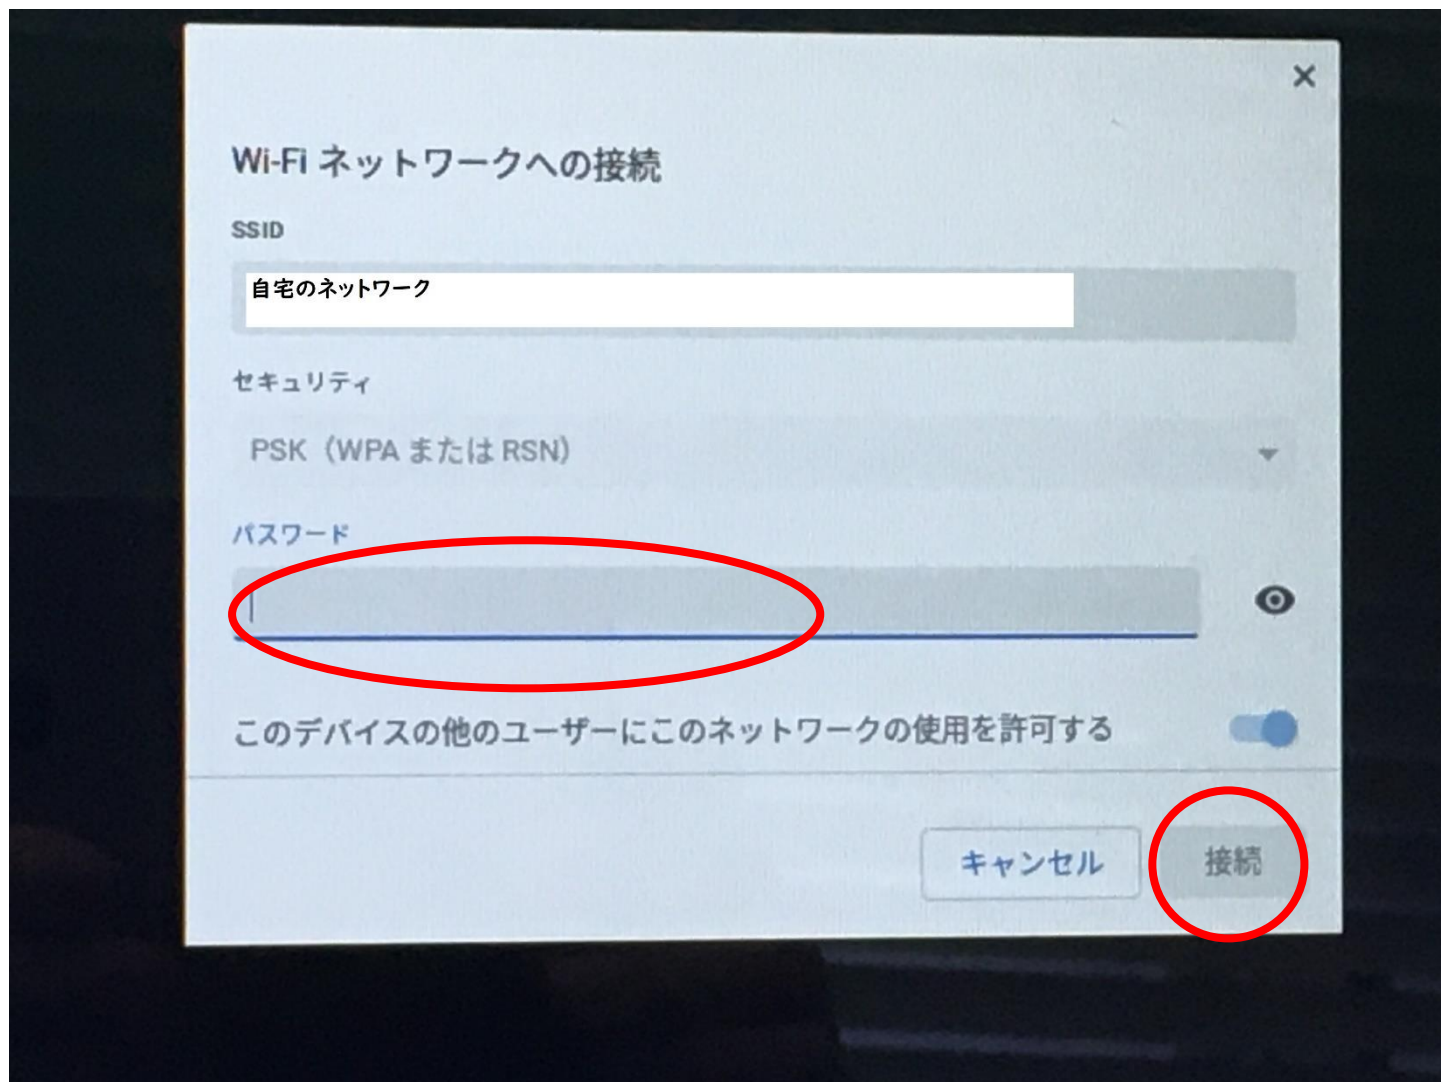 Wi-Fi ネットワークへの接続
SSID
自宅のネットワーク
セキュリティ
PSK（WPA または RSN）
パスワード
このデバイスの他のユーザーにこのネットワークの使用を許可する
キャンセル
接続